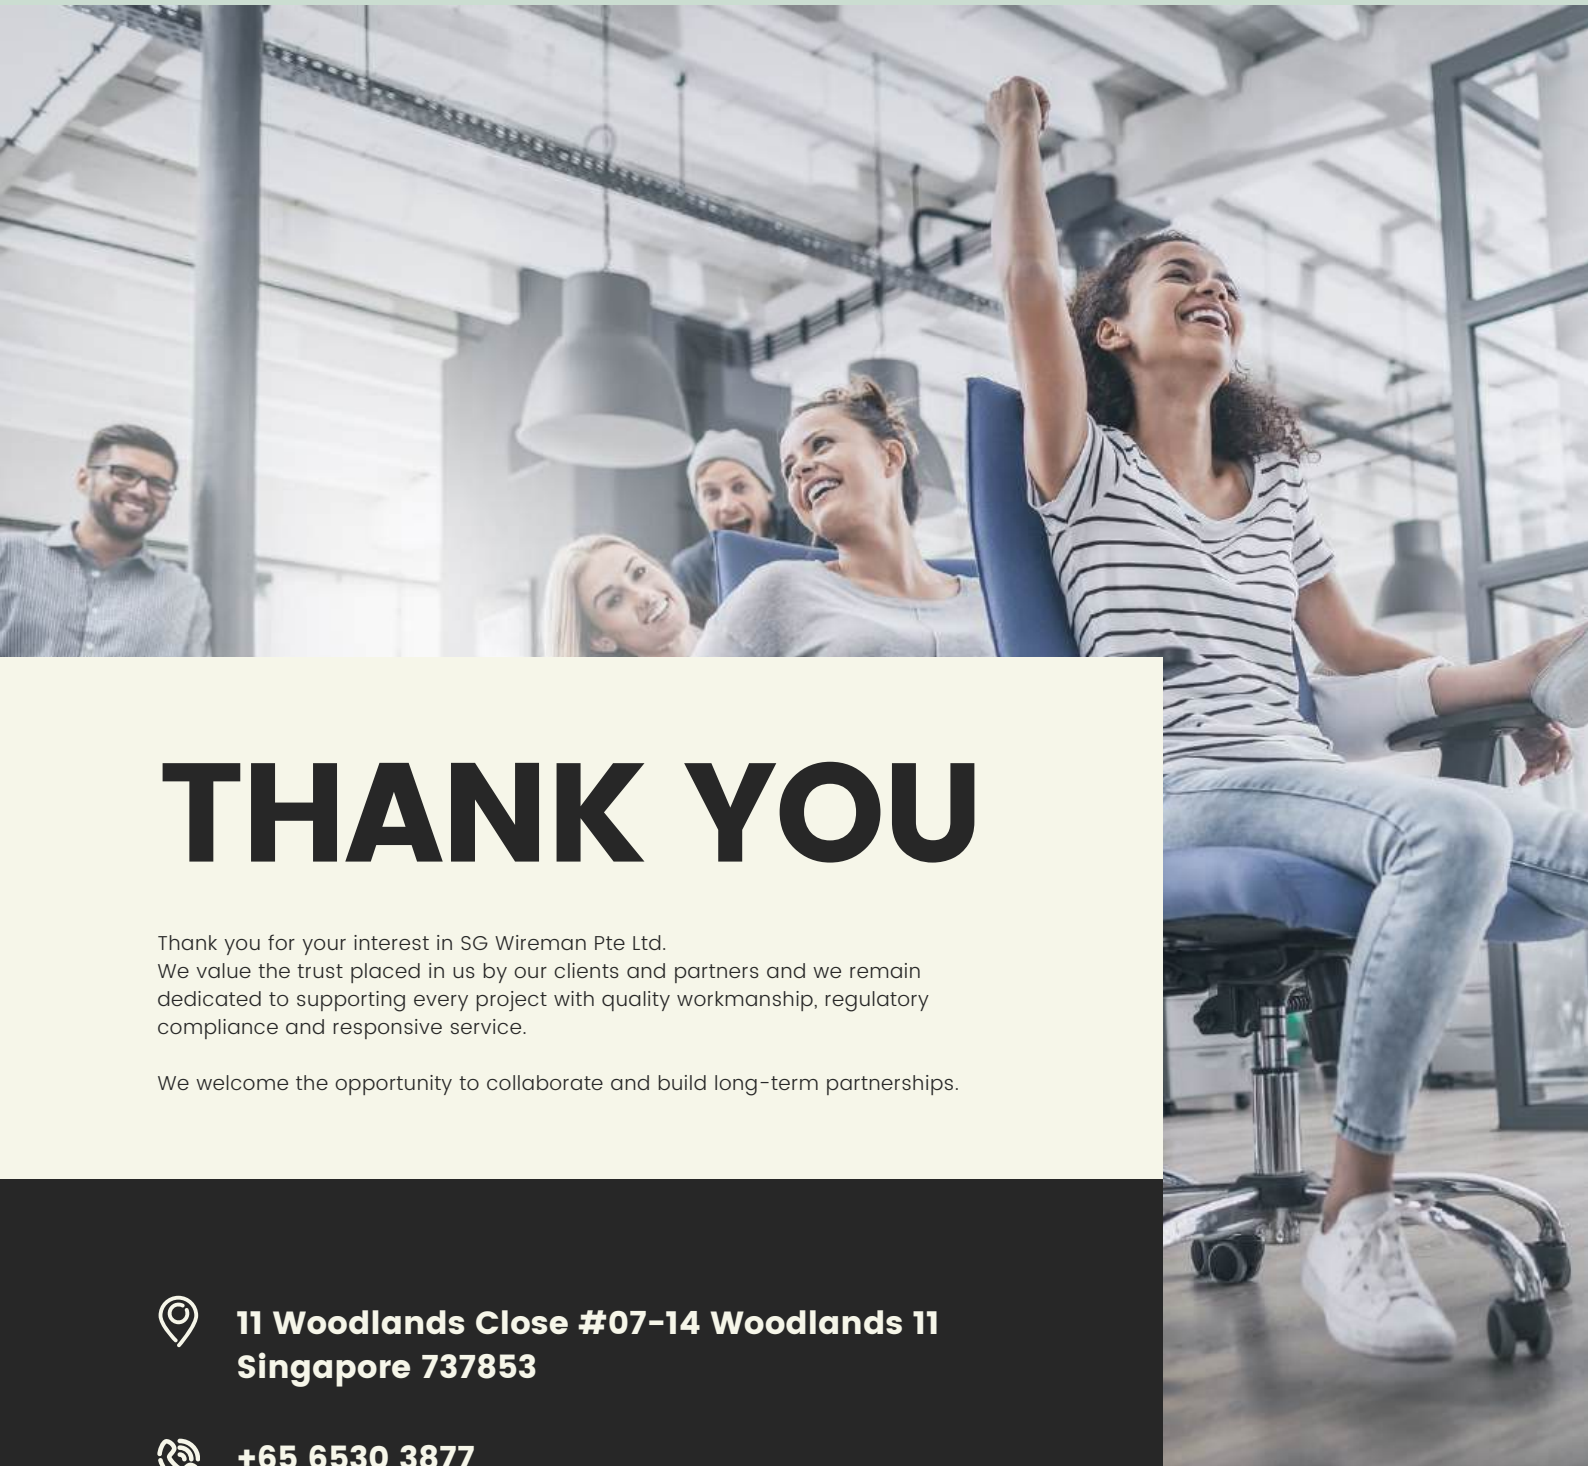 THANK YOU
Thank you for your interest in SG Wireman Pte Ltd.
We value the trust placed in us by our clients and partners and we remain
dedicated to supporting every project with quality workmanship, regulatory
compliance and responsive service.
We welcome the opportunity to collaborate and build long-term partnerships.
11 Woodlands Close #07-14 Woodlands 11
Singapore 737853
+65 6530 3877